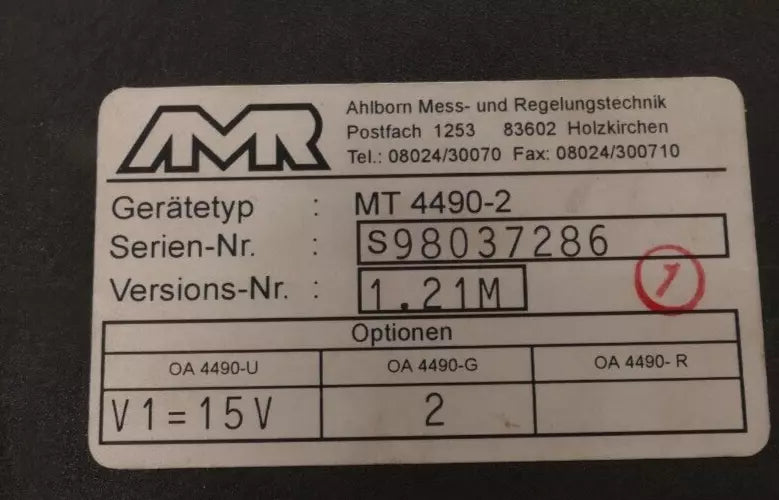 AMR
Ahlborn Mess- und Regelungstechnik
Postfach 1253 83602 Holzkirchen
Tel.: 08024/30070 Fax: 08024/300710
Gerätetyp : MT 4490-2
Serien-Nr. : S98037286
Versions-Nr. : 1.21M
1
Optionen
OA 4490-U OA 4490-G OA 4490- R
V1=15V 2